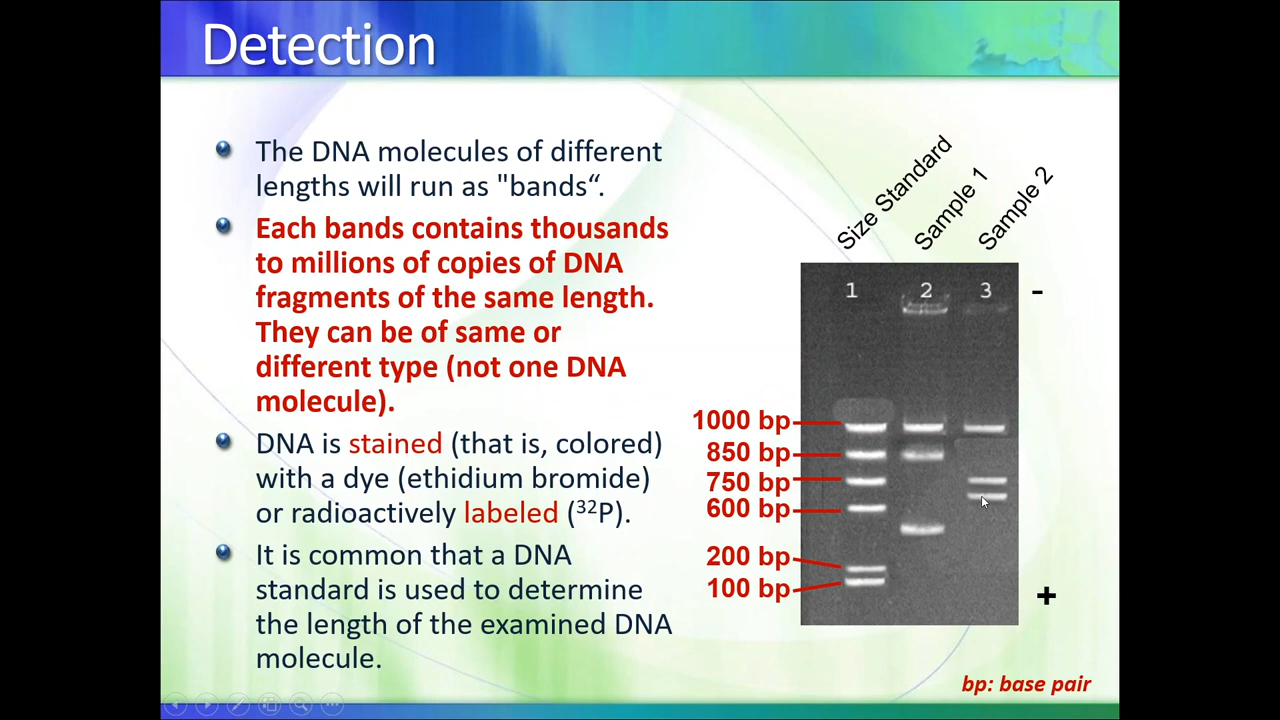 Detection
The DNA molecules of different
lengths will run as "bands“.
Each bands contains thousands
to millions of copies of DNA
fragments of the same length.
They can be of same or
different type (not one DNA
molecule).
DNA is stained (that is, colored)
with a dye (ethidium bromide)
or radioactively labeled (³²P).
It is common that a DNA
standard is used to determine
the length of the examined DNA
molecule.
Size Standard
Sample 1
Sample 2
1 2 3 -
1000 bp
850 bp
750 bp
600 bp
200 bp
100 bp
+
bp: base pair